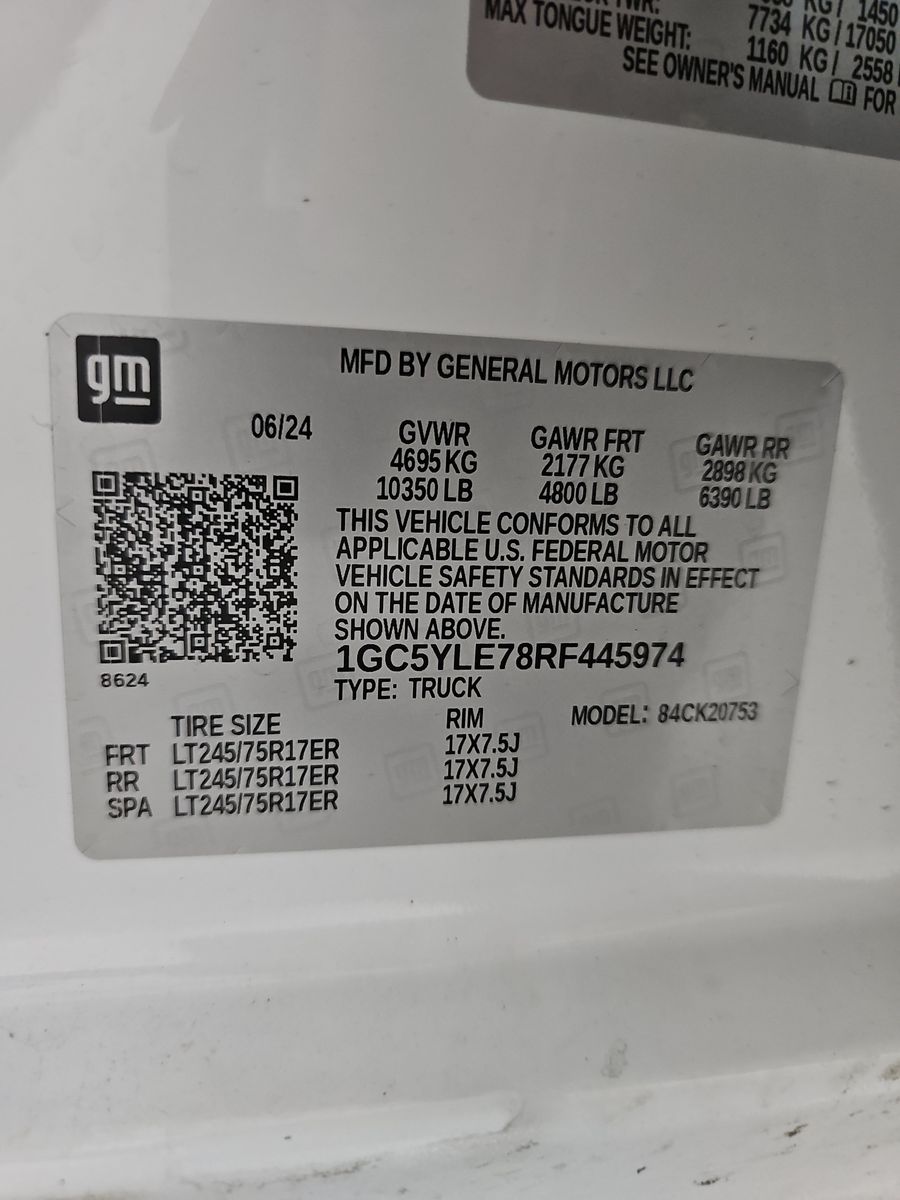 KG / 1450
7734 KG / 17050
MAX TONGUE WEIGHT: 1160 KG / 2558
SEE OWNER'S MANUAL FOR
gm
MFD BY GENERAL MOTORS LLC
06/24 GVWR GAWR FRT GAWR RR
4695 KG 2177 KG 2898 KG
10350 LB 4800 LB 6390 LB
THIS VEHICLE CONFORMS TO ALL
APPLICABLE U.S. FEDERAL MOTOR
VEHICLE SAFETY STANDARDS IN EFFECT
ON THE DATE OF MANUFACTURE
SHOWN ABOVE.
1GC5YLE78RF445974
8624
TYPE: TRUCK
TIRE SIZE RIM MODEL: 84CK20753
FRT LT245/75R17ER 17X7.5J
RR LT245/75R17ER 17X7.5J
SPA LT245/75R17ER 17X7.5J